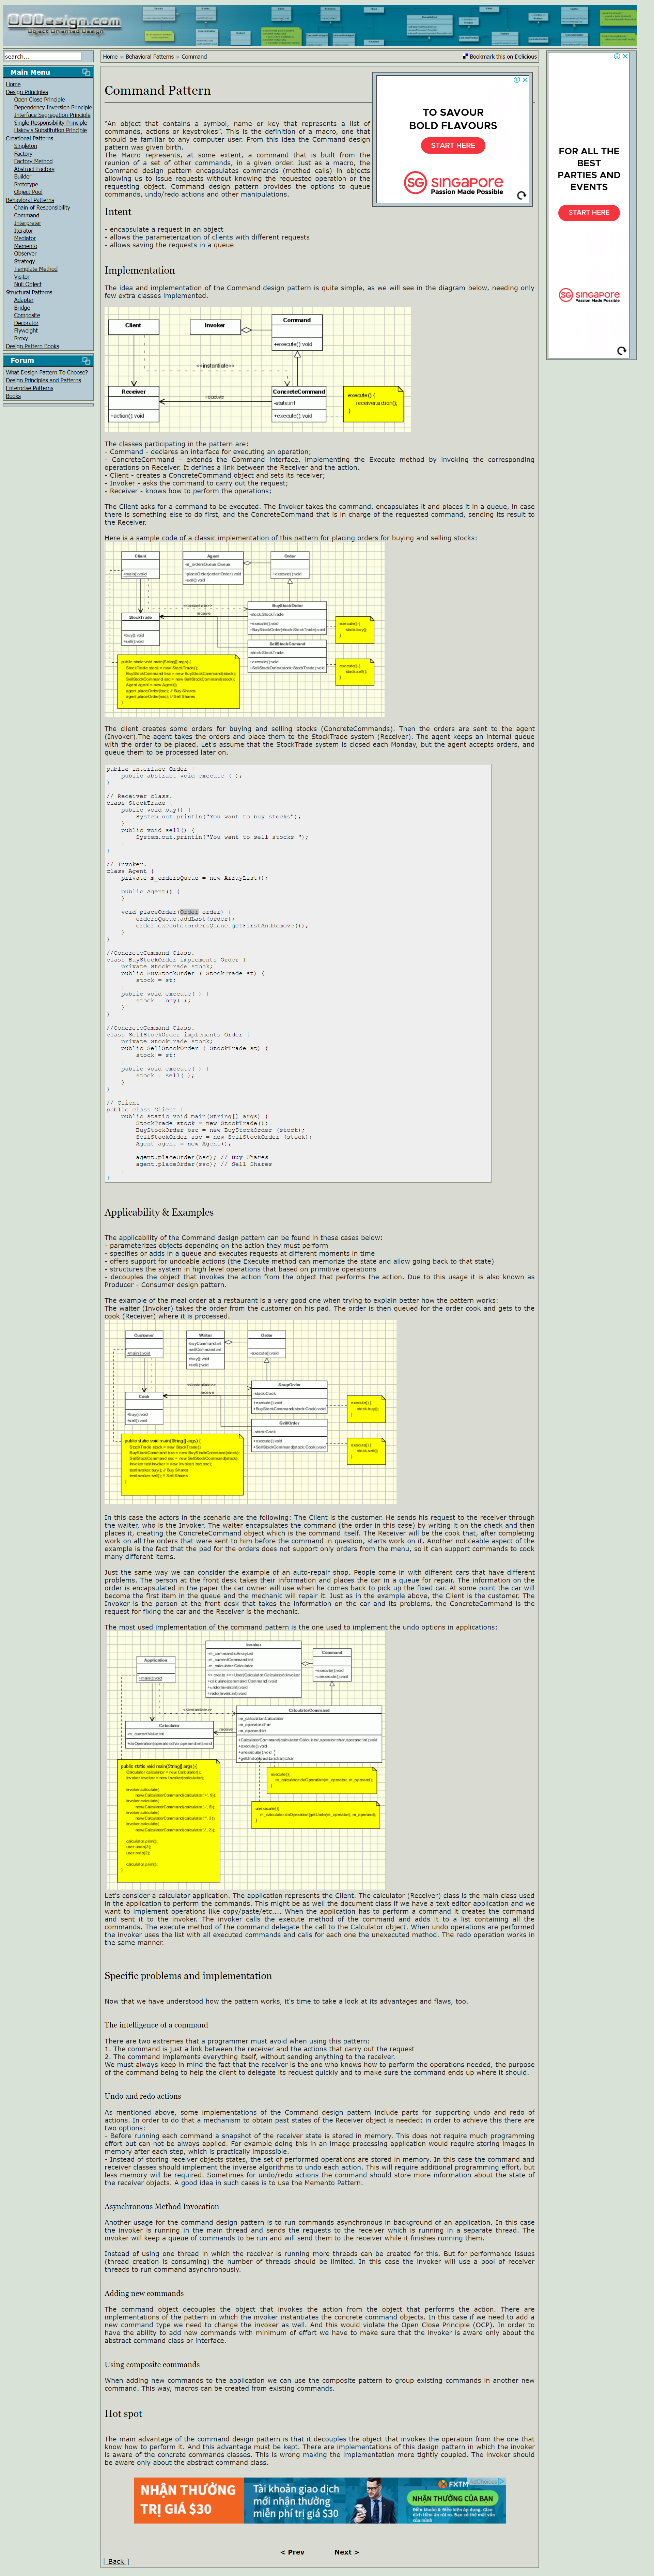 OODesign.com
Object Oriented Design
search...
Main Menu
Home
Design Principles
Open Close Principle
Dependency Inversion Principle
Interface Segregation Principle
Single Responsibility Principle
Liskov's Substitution Principle
Creational Patterns
Singleton
Factory
Factory Method
Abstract Factory
Builder
Prototype
Object Pool
Behavioral Patterns
Chain of Responsibility
Command
Interpreter
Iterator
Mediator
Memento
Observer
Strategy
Template Method
Visitor
Null Object
Structural Patterns
Adapter
Bridge
Composite
Decorator
Flyweight
Proxy
Design Pattern Books
Forum
What Design Pattern To Choose?
Design Principles and Patterns
Enterprise Patterns
Books
Home » Behavioral Patterns » Command
Bookmark this on Delicious
Command Pattern
"An object that contains a symbol, name or key that represents a list of
commands, actions or keystrokes". This is the definition of a macro, one that
should be familiar to any computer user. From this idea the Command design
pattern was given birth.
The Macro represents, at some extent, a command that is built from the
reunion of a set of other commands, in a given order. Just as a macro, the
Command design pattern encapsulates commands (method calls) in objects
allowing us to issue requests without knowing the requested operation or the
requesting object. Command design pattern provides the options to queue
commands, undo/redo actions and other manipulations.
TO SAVOUR
BOLD FLAVOURS
START HERE
SG SINGAPORE
Passion Made Possible
FOR ALL THE
BEST
PARTIES AND
EVENTS
START HERE
SG SINGAPORE
Passion Made Possible
Intent
- encapsulate a request in an object
- allows the parameterization of clients with different requests
- allows saving the requests in a queue
Implementation
The idea and implementation of the Command design pattern is quite simple, as we will see in the diagram below, needing only
few extra classes implemented.
Client
Invoker
Command
+execute():void
<<instantiate>>
Receiver
+action():void
receive
ConcreteCommand
-state:int
+execute():void
execute() {
receiver.action();
}
The classes participating in the pattern are:
- Command - declares an interface for executing an operation;
- ConcreteCommand - extends the Command interface, implementing the Execute method by invoking the corresponding
operations on Receiver. It defines a link between the Receiver and the action.
- Client - creates a ConcreteCommand object and sets its receiver;
- Invoker - asks the command to carry out the request;
- Receiver - knows how to perform the operations;
The Client asks for a command to be executed. The Invoker takes the command, encapsulates it and places it in a queue, in case
there is something else to do first, and the ConcreteCommand that is in charge of the requested command, sending its result to
the Receiver.
Here is a sample code of a classic implementation of this pattern for placing orders for buying and selling stocks:
Client
+main():void
Agent
-m_ordersQueue:Queue
+placeOrder(order:Order):void
Order
+execute():void
<<instantiate>>
receive
StockTrade
+buy():void
+sell():void
BuyStockOrder
-stock:StockTrade
+execute():void
+BuyStockOrder(stock:StockTrade):void
-stock:StockTrade
+execute():void
+SellStockOrder(stock:StockTrade):void
execute() {
stock.buy();
}
execute() {
stock.sell();
}
public static void main(String[] args) {
StockTrade stock = new StockTrade();
Agent agent = new Agent();
agent.placeOrder(bsc); // Buy Shares
agent.placeOrder(ssc); // Sell Shares
}
The client creates some orders for buying and selling stocks (ConcreteCommands). Then the orders are sent to the agent
(Invoker).The agent takes the orders and place them to the StockTrade system (Receiver). The agent keeps an internal queue
with the order to be placed. Let's assume that the StockTrade system is closed each Monday, but the agent accepts orders, and
queue them to be processed later on.
public interface Order {
public abstract void execute ( );
}
// Receiver class.
class StockTrade {
public void buy() {
System.out.println("You want to buy stocks");
}
public void sell() {
System.out.println("You want to sell stocks ");
}
}
// Invoker.
class Agent {
private m_ordersQueue = new ArrayList();
public Agent() {
}
void placeOrder(Order order) {
ordersQueue.addLast(order);
order.execute(ordersQueue.getFirstAndRemove());
}
}
//ConcreteCommand Class.
class BuyStockOrder implements Order {
private StockTrade stock;
public BuyStockOrder ( StockTrade st) {
stock = st;
}
public void execute( ) {
stock . buy( );
}
}
//ConcreteCommand Class.
class SellStockOrder implements Order {
private StockTrade stock;
public SellStockOrder ( StockTrade st) {
stock = st;
}
public void execute( ) {
stock . sell( );
}
}
// Client
public class Client {
public static void main(String[] args) {
StockTrade stock = new StockTrade();
BuyStockOrder bsc = new BuyStockOrder (stock);
SellStockOrder ssc = new SellStockOrder (stock);
Agent agent = new Agent();
agent.placeOrder(bsc); // Buy Shares
agent.placeOrder(ssc); // Sell Shares
}
}
Applicability & Examples
The applicability of the Command design pattern can be found in these cases below:
- parameterizes objects depending on the action they must perform
- specifies or adds in a queue and executes requests at different moments in time
- offers support for undoable actions (the Execute method can memorize the state and allow going back to that state)
- structures the system in high level operations that based on primitive operations
- decouples the object that invokes the action from the object that performs the action. Due to this usage it is also known as
Producer - Consumer design pattern.
The example of the meal order at a restaurant is a very good one when trying to explain better how the pattern works:
The waiter (Invoker) takes the order from the customer on his pad. The order is then queued for the order cook and gets to the
cook (Receiver) where it is processed.
Customer
+main():void
Waiter
-buyCommand:int
-sellCommand:int
+buy():void
+sell():void
Order
+execute():void
<<instantiate>>
receive
Cook
+buy():void
+sell():void
SoupOrder
-stock:Cook
+execute():void
+BuyStockCommand(stock:Cook):void
-stock:Cook
+execute():void
+SellStockCommand(stock:Cook):void
execute() {
stock.buy();
}
execute() {
stock.sell();
}
public static void main(String[] args) {
StockTrade stock = new StockTrade();
}
In this case the actors in the scenario are the following: The Client is the customer. He sends his request to the receiver through
the waiter, who is the Invoker. The waiter encapsulates the command (the order in this case) by writing it on the check and then
places it, creating the ConcreteCommand object which is the command itself. The Receiver will be the cook that, after completing
work on all the orders that were sent to him before the command in question, starts work on it. Another noticeable aspect of the
example is the fact that the pad for the orders does not support only orders from the menu, so it can support commands to cook
many different items.
Just the same way we can consider the example of an auto-repair shop. People come in with different cars that have different
problems. The person at the front desk takes their information and places the car in a queue for repair. The information on the
order is encapsulated in the paper the car owner will use when he comes back to pick up the fixed car. At some point the car will
become the first item in the queue and the mechanic will repair it. Just as in the example above, the Client is the customer. The
Invoker is the person at the front desk that takes the information on the car and its problems, the ConcreteCommand is the
request for fixing the car and the Receiver is the mechanic.
The most used implementation of the command pattern is the one used to implement the undo options in applications:
Application
+main():void
Invoker
-m_commands:ArrayList
-m_currentCommand:int
-m_calculator:Calculator
+calculate(command:Command):void
+undo(levels:int):void
+redo(levels:int):void
Command
+execute():void
+unexecute():void
<<instantiate>>
receive
Calculator
-m_currentValue:int
+doOperation(operator:char,operand:int):void
CalculatorCommand
-m_calculator:Calculator
-m_operator:char
-m_operand:int
+execute():void
+unexecute():void
execute(){
m_calculator.doOperation(m_operator, m_operand);
}
unexecute(){
m_calculator.doOperation(getUndo(m_operator), m_operand);
}
public static void main(String[] args) {
Calculator calculator = new Calculator();
}
Let's consider a calculator application. The application represents the Client. The calculator (Receiver) class is the main class used
in the application to perform the commands. This might be as well the document class if we have a text editor application and we
want to implement operations like copy/paste/etc.... When the application has to perform a command it creates the command
and sent it to the invoker. The invoker calls the execute method of the command and adds it to a list containing all the
commands. The execute method of the command delegate the call to the Calculator object. When undo operations are performed
the invoker uses the list with all executed commands and calls for each one the unexecuted method. The redo operation works in
the same manner.
Specific problems and implementation
Now that we have understood how the pattern works, it's time to take a look at its advantages and flaws, too.
The intelligence of a command
There are two extremes that a programmer must avoid when using this pattern:
1. The command is just a link between the receiver and the actions that carry out the request
2. The command implements everything itself, without sending anything to the receiver.
We must always keep in mind the fact that the receiver is the one who knows how to perform the operations needed, the purpose
of the command being to help the client to delegate its request quickly and to make sure the command ends up where it should.
Undo and redo actions
As mentioned above, some implementations of the Command design pattern include parts for supporting undo and redo of
actions. In order to do that a mechanism to obtain past states of the Receiver object is needed; in order to achieve this there are
two options:
- Before running each command a snapshot of the receiver state is stored in memory. This does not require much programming
effort but can not be always applied. For example doing this in an image processing application would require storing images in
memory after each step, which is practically impossible.
- Instead of storing receiver objects states, the set of performed operations are stored in memory. In this case the command and
receiver classes should implement the inverse algorithms to undo each action. This will require additional programming effort, but
less memory will be required. Sometimes for undo/redo actions the command should store more information about the state of
the receiver objects. A good idea in such cases is to use the Memento Pattern.
Asynchronous Method Invocation
Another usage for the command design pattern is to run commands asynchronous in background of an application. In this case
the invoker is running in the main thread and sends the requests to the receiver which is running in a separate thread. The
invoker will keep a queue of commands to be run and will send them to the receiver while it finishes running them.
Instead of using one thread in which the receiver is running more threads can be created for this. But for performance issues
(thread creation is consuming) the number of threads should be limited. In this case the invoker will use a pool of receiver
threads to run command asynchronously.
Adding new commands
The command object decouples the object that invokes the action from the object that performs the action. There are
implementations of the pattern in which the invoker instantiates the concrete command objects. In this case if we need to add a
new command type we need to change the invoker as well. And this would violate the Open Close Principle (OCP). In order to
have the ability to add new commands with minimum of effort we have to make sure that the invoker is aware only about the
abstract command class or interface.
Using composite commands
When adding new commands to the application we can use the composite pattern to group existing commands in another new
command. This way, macros can be created from existing commands.
Hot spot
The main advantage of the command design pattern is that it decouples the object that invokes the operation from the one that
know how to perform it. And this advantage must be kept. There are implementations of this design pattern in which the invoker
is aware of the concrete commands classes. This is wrong making the implementation more tightly coupled. The invoker should
be aware only about the abstract command class.
NHẬN THƯỞNG
TRỊ GIÁ $30
Tài khoản giao dịch
mới nhận thưởng
miễn phí trị giá $30
FXTM
NHẬN THƯỞNG CỦA BẠN
< Prev
Next >
[ Back ]